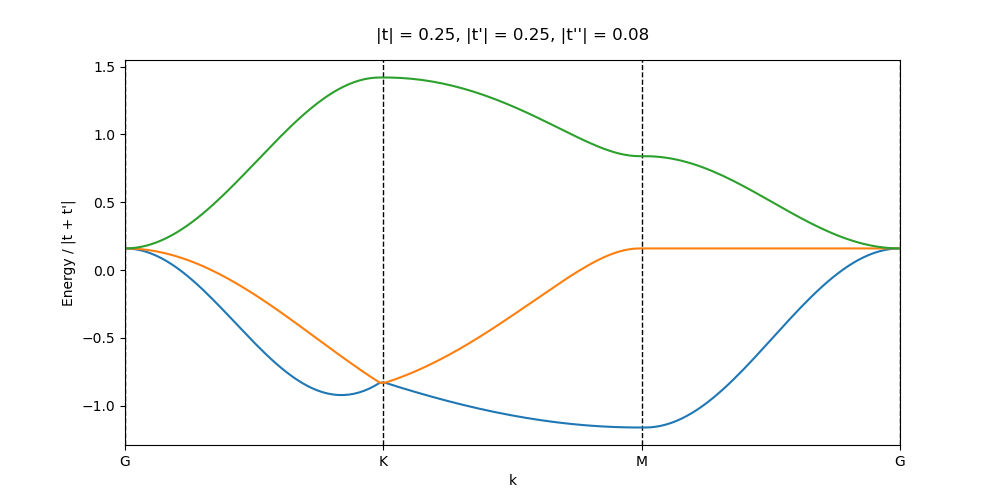 |t| = 0.25, |t'| = 0.25, |t''| = 0.08
Energy / |t + t'|
1.5
1.0
0.5
0.0
−0.5
−1.0
G K M G
k